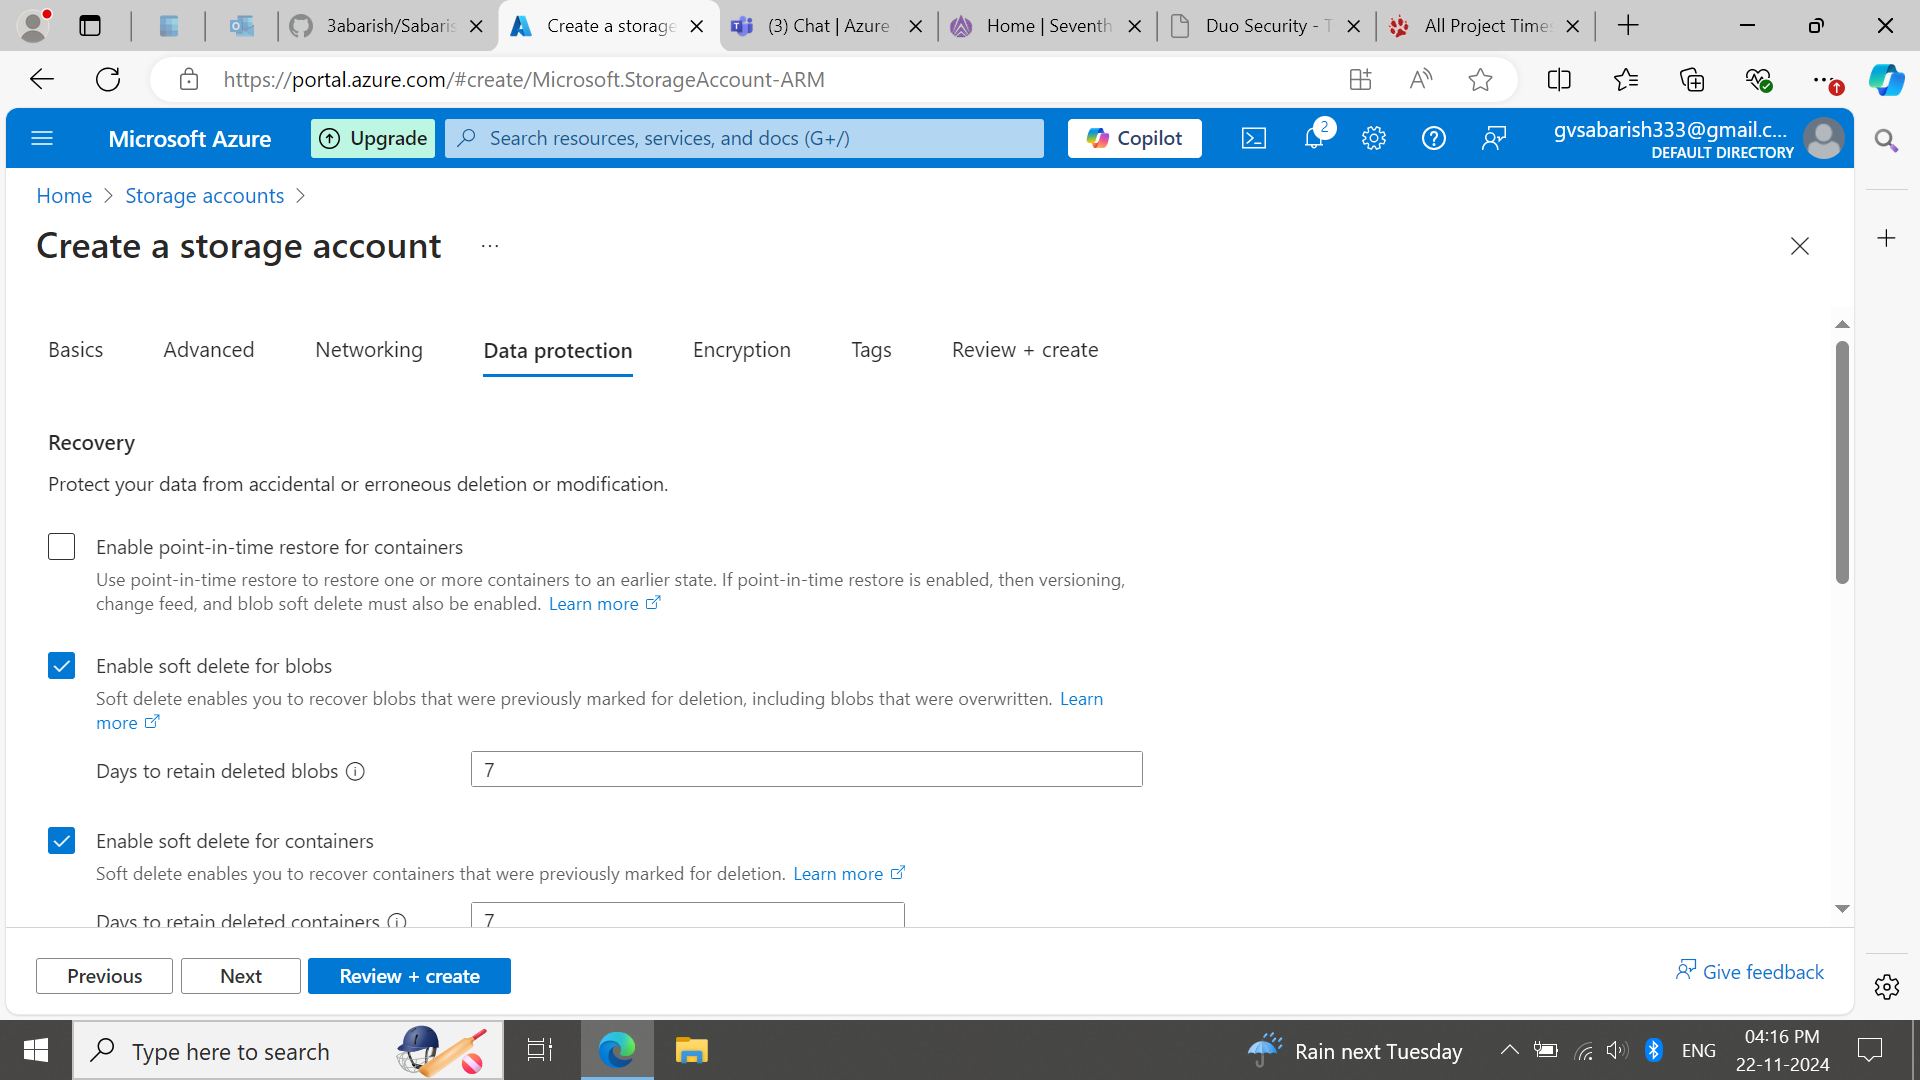 3abarish/Sabaris
Create a storage
(3) Chat | Azure
Home | Seventh
Duo Security - T
All Project Time
https://portal.azure.com/#create/Microsoft.StorageAccount-ARM
Microsoft Azure
Upgrade
Search resources, services, and docs (G+/)
Copilot
2
gvsabarish333@gmail.c...
DEFAULT DIRECTORY
Home > Storage accounts >
Create a storage account ...
Basics
Advanced
Networking
Data protection
Encryption
Tags
Review + create
Recovery
Protect your data from accidental or erroneous deletion or modification.
Enable point-in-time restore for containers
Use point-in-time restore to restore one or more containers to an earlier state. If point-in-time restore is enabled, then versioning,
change feed, and blob soft delete must also be enabled. Learn more
Enable soft delete for blobs
Soft delete enables you to recover blobs that were previously marked for deletion, including blobs that were overwritten. Learn
more
Days to retain deleted blobs
7
Enable soft delete for containers
Soft delete enables you to recover containers that were previously marked for deletion. Learn more
Days to retain deleted containers
7
Previous
Next
Review + create
Give feedback
Type here to search
Rain next Tuesday
ENG
04:16 PM
22-11-2024